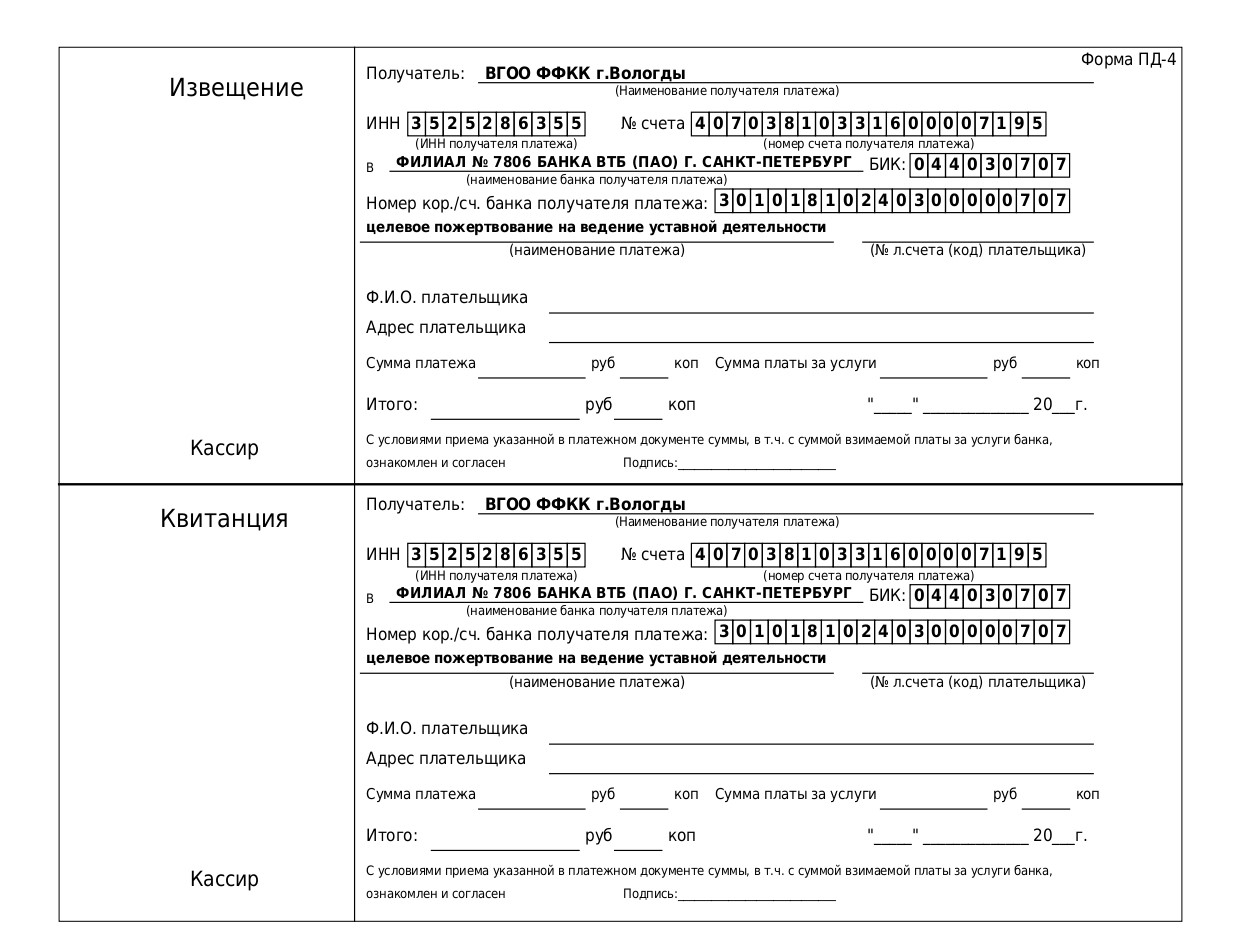 Форма ПД-4
Извещение
Получатель: ВГОО ФФКК г.Вологды
(Наименование получателя платежа)
ИНН 3525286355 № счета 40703810331600007195
(ИНН получателя платежа) (номер счета получателя платежа)
в ФИЛИАЛ № 7806 БАНКА ВТБ (ПАО) Г. САНКТ-ПЕТЕРБУРГ БИК: 044030707
(наименование банка получателя платежа)
Номер кор./сч. банка получателя платежа: 30101810240300000707
целевое пожертвование на ведение уставной деятельности
(наименование платежа) (№ л.счета (код) плательщика)
Ф.И.О. плательщика
Адрес плательщика
Сумма платежа руб коп Сумма платы за услуги руб коп
Итого: руб коп "_____" ______________ 20___г.
С условиями приема указанной в платежном документе суммы, в т.ч. с суммой взимаемой платы за услуги банка,
Кассир
ознакомлен и согласен Подпись:________________________
Квитанция
Получатель: ВГОО ФФКК г.Вологды
(Наименование получателя платежа)
ИНН 3525286355 № счета 40703810331600007195
(ИНН получателя платежа) (номер счета получателя платежа)
в ФИЛИАЛ № 7806 БАНКА ВТБ (ПАО) Г. САНКТ-ПЕТЕРБУРГ БИК: 044030707
(наименование банка получателя платежа)
Номер кор./сч. банка получателя платежа: 30101810240300000707
целевое пожертвование на ведение уставной деятельности
(наименование платежа) (№ л.счета (код) плательщика)
Ф.И.О. плательщика
Адрес плательщика
Сумма платежа руб коп Сумма платы за услуги руб коп
Итого: руб коп "_____" ______________ 20___г.
С условиями приема указанной в платежном документе суммы, в т.ч. с суммой взимаемой платы за услуги банка,
Кассир
ознакомлен и согласен Подпись:________________________